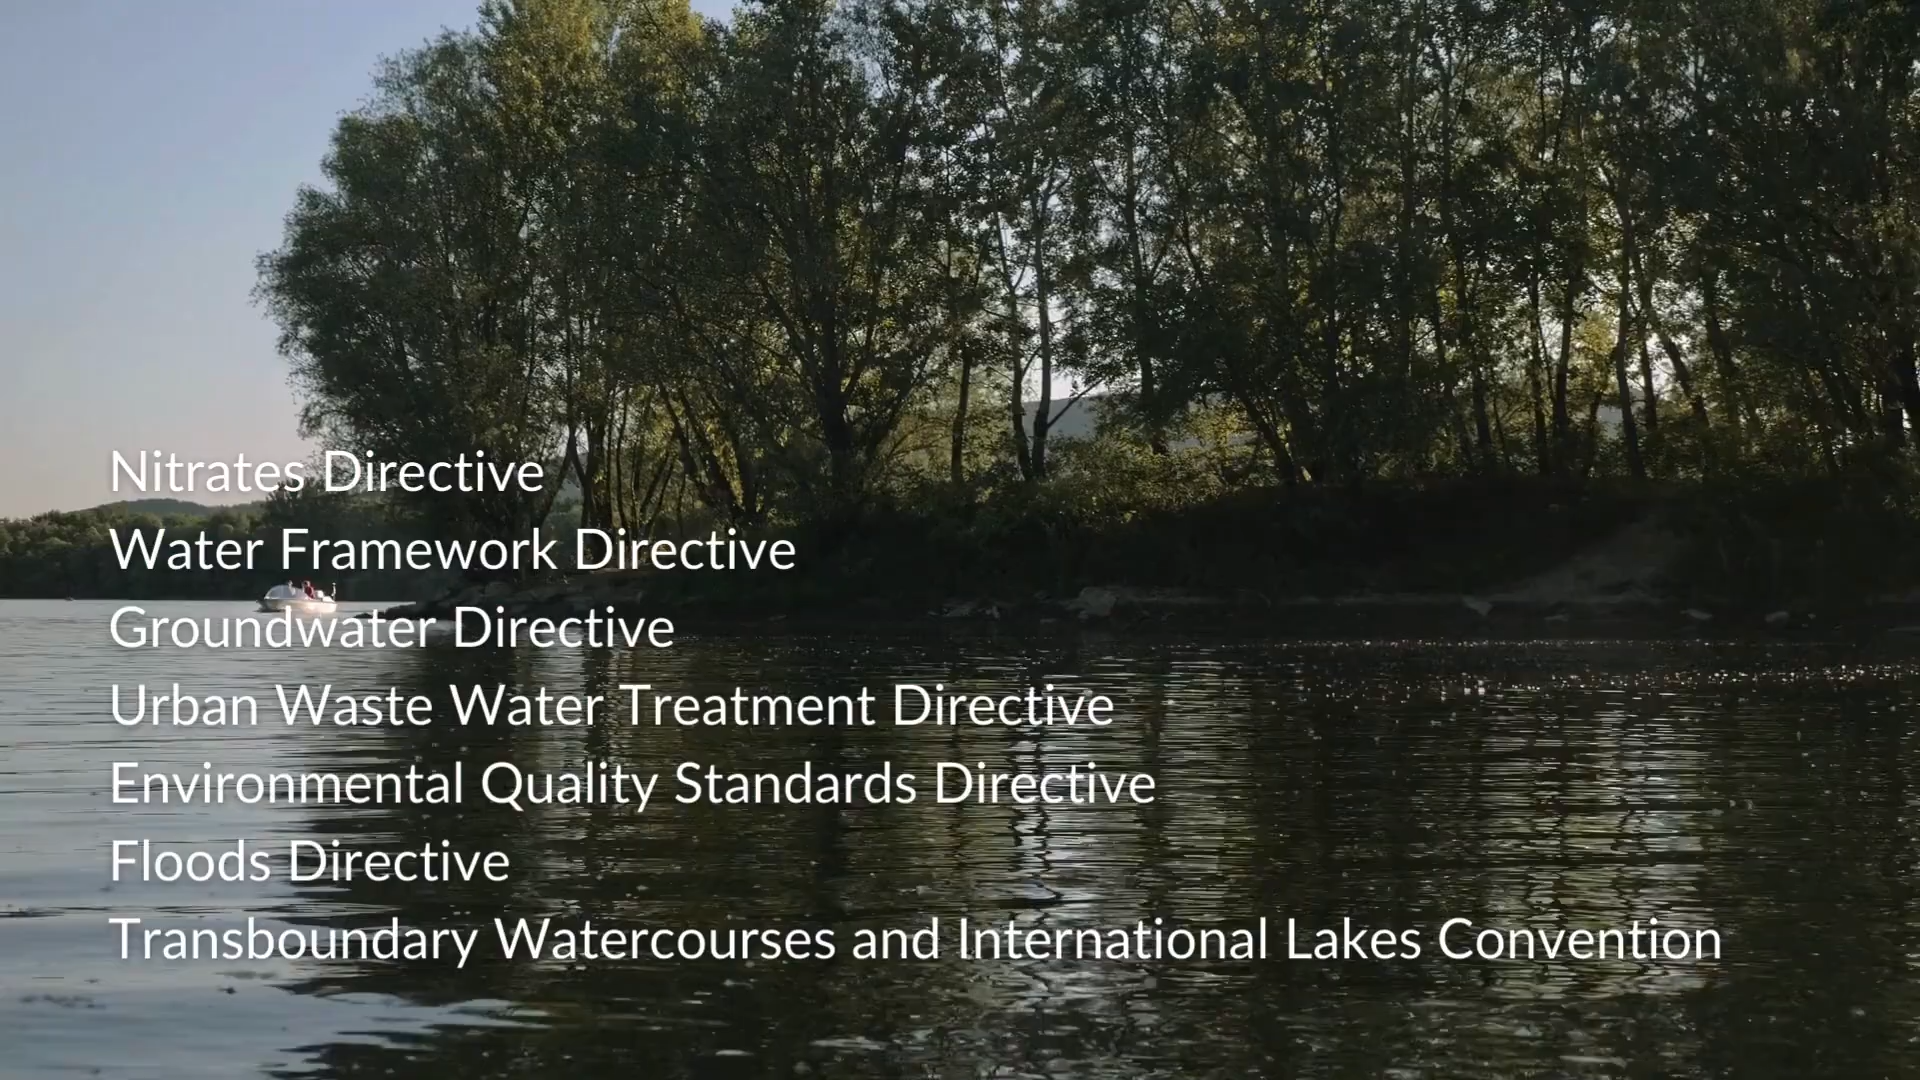 Nitrates Directive
Water Framework Directive
Groundwater Directive
Urban Waste Water Treatment Directive
Environmental Quality Standards Directive
Floods Directive
Transboundary Watercourses and International Lakes Convention